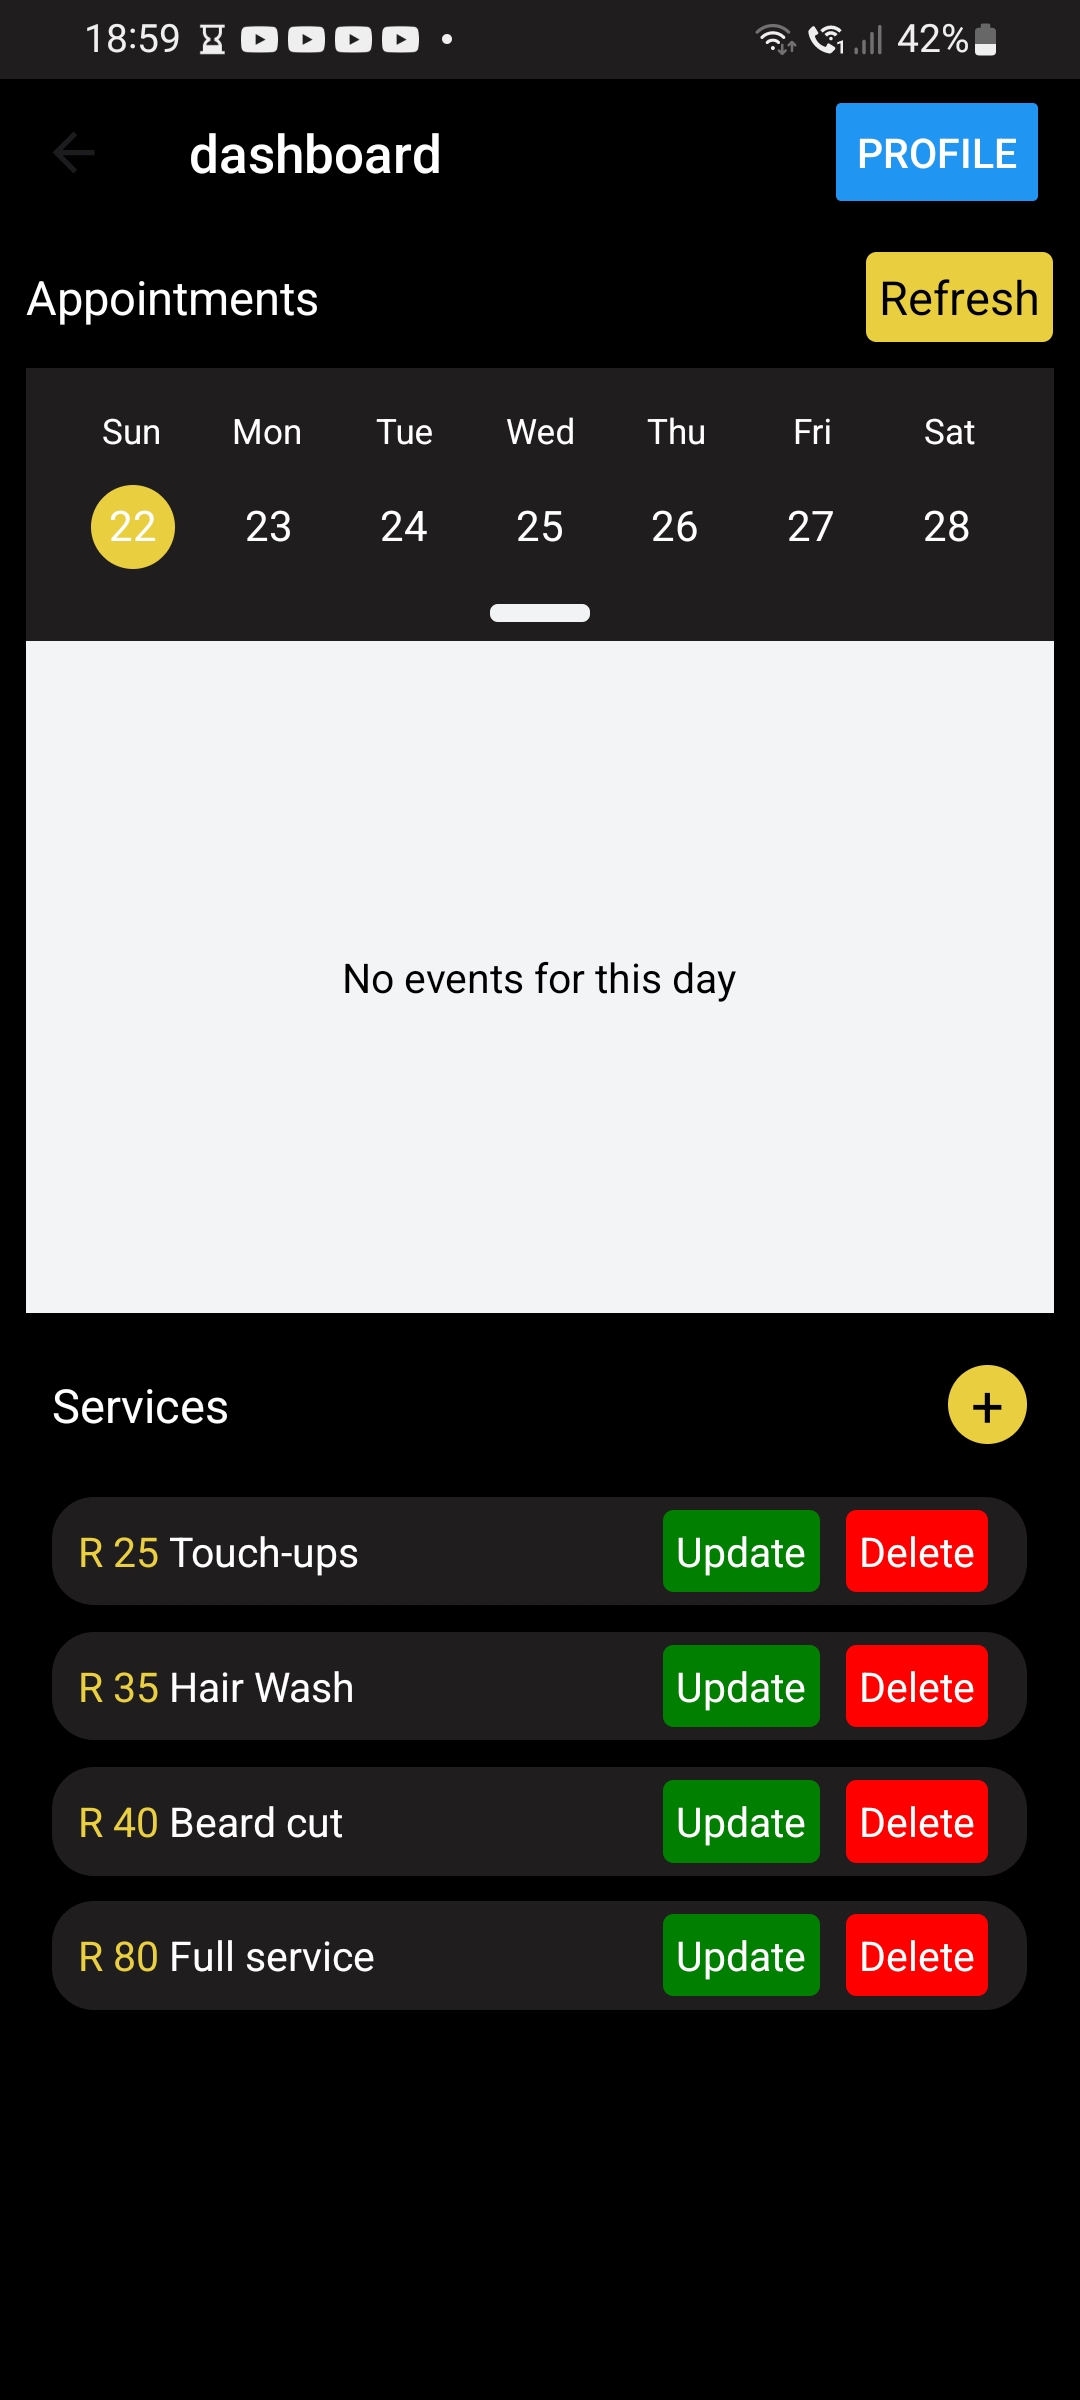 18:59 42%
dashboard PROFILE
Appointments Refresh
Sun Mon Tue Wed Thu Fri Sat
22 23 24 25 26 27 28
No events for this day
Services +
R 25 Touch-ups Update Delete
R 35 Hair Wash Update Delete
R 40 Beard cut Update Delete
R 80 Full service Update Delete